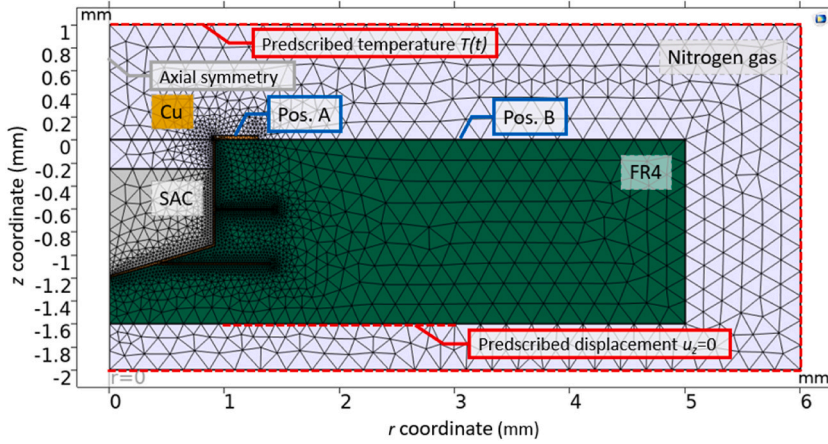 mm
1
0.8
0.6
0.4
0.2
0
-0.2
-0.4
-0.6
-0.8
-1
-1.2
-1.4
-1.6
-1.8
-2
z coordinate (mm)
Predscribed temperature T(t)
Nitrogen gas
Axial symmetry
Cu
Pos. A
Pos. B
SAC
FR4
Predscribed displacement uz=0
r=0
mm
0
1
2
3
4
5
6
r coordinate (mm)